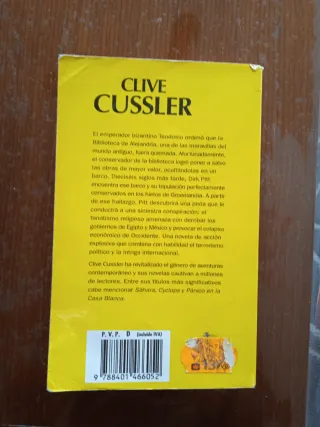 CLIVE
CUSSLER
El emperador bizantino Teodosio ordenó que la
Biblioteca de Alejandría, una de las maravillas del
mundo antiguo, fuera quemada. Afortunadamente,
el conservador de la biblioteca logró poner a salvo
las obras de mayor valor, ocultándolas en un
barco. Dieciséis siglos más tarde, Dirk Pitt
encuentra ese barco y su tripulación perfectamente
conservados en los hielos de Groenlandia. A partir
de ese hallazgo, Pitt descubrirá una pista que le
conducirá a una siniestra conspiración: el
fanatismo religioso amenaza con derribar los
gobiernos de Egipto y México y provocar el colapso
económico de Occidente. Una novela de acción
explosiva que combina con habilidad el terrorismo
político y la intriga internacional.
Clive Cussler ha revitalizado el género de aventuras
contemporáneo y sus novelas cautivan a millones
de lectores. Entre sus títulos más significativos
cabe mencionar Sáhara, Cyclops y Pánico en la
Casa Blanca.
P. V. P. D (incluido IVA)
9 788401 466052